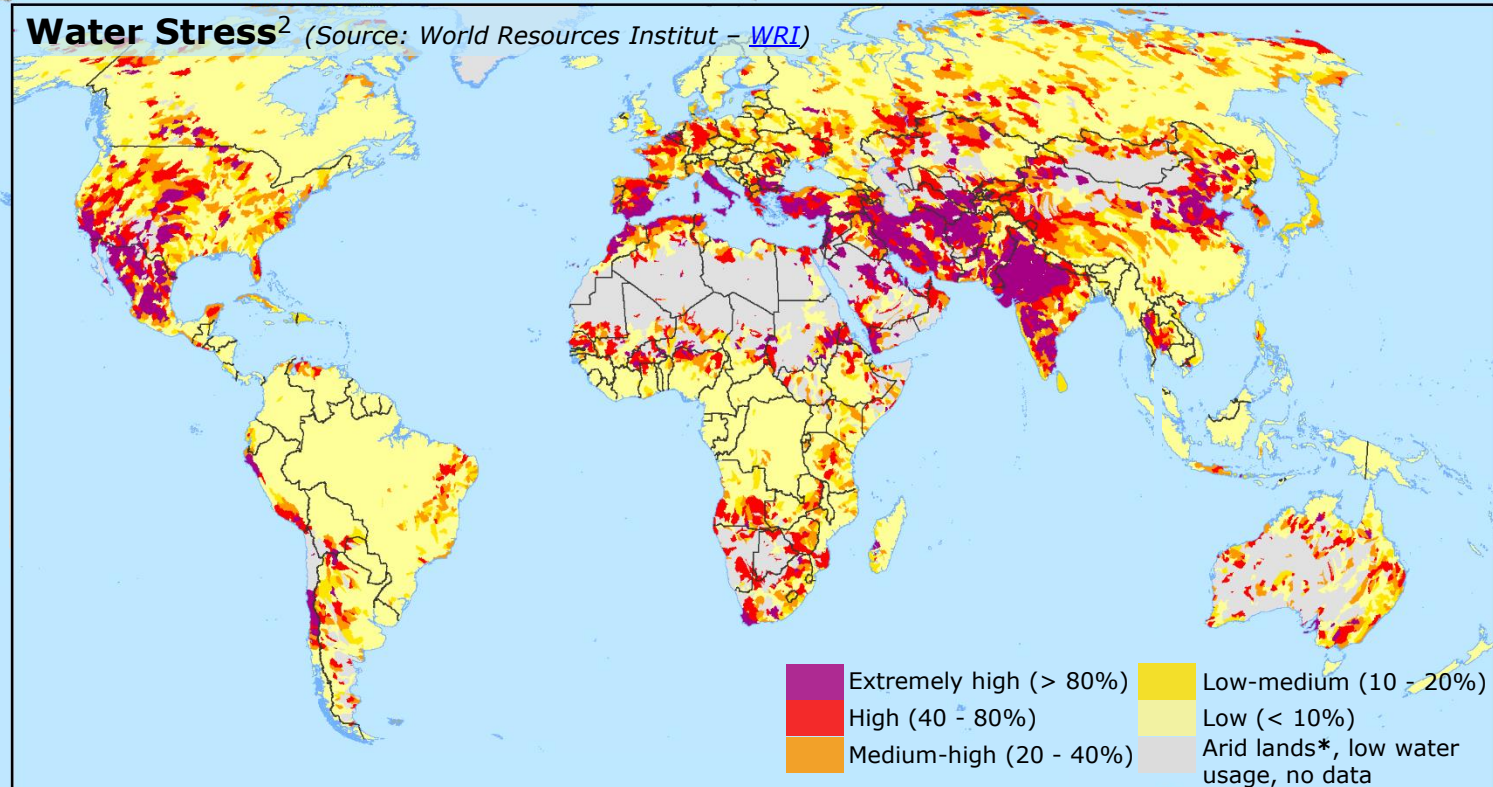 Water Stress² (Source: World Resources Institut – WRI)
Extremely high (> 80%)
High (40 - 80%)
Medium-high (20 - 40%)
Low-medium (10 - 20%)
Low (< 10%)
Arid lands*, low water
usage, no data